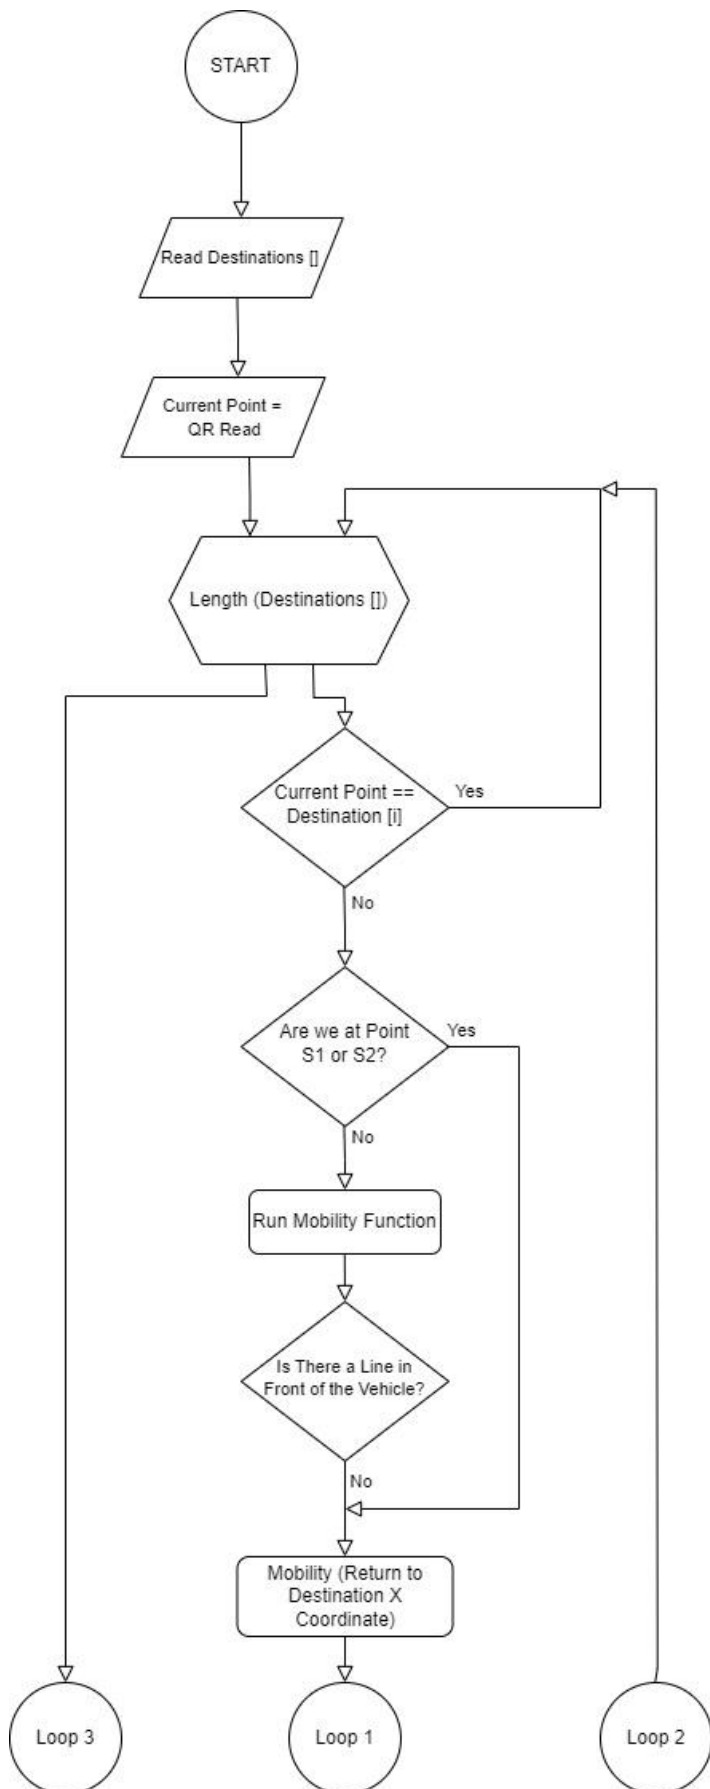 START
Read Destinations []
Current Point =
QR Read
Length (Destinations [])
Current Point ==
Destination [i]
Yes
No
Are we at Point
S1 or S2?
Yes
No
Run Mobility Function
Is There a Line in
Front of the Vehicle?
No
Mobility (Return to
Destination X
Coordinate)
Loop 3
Loop 1
Loop 2